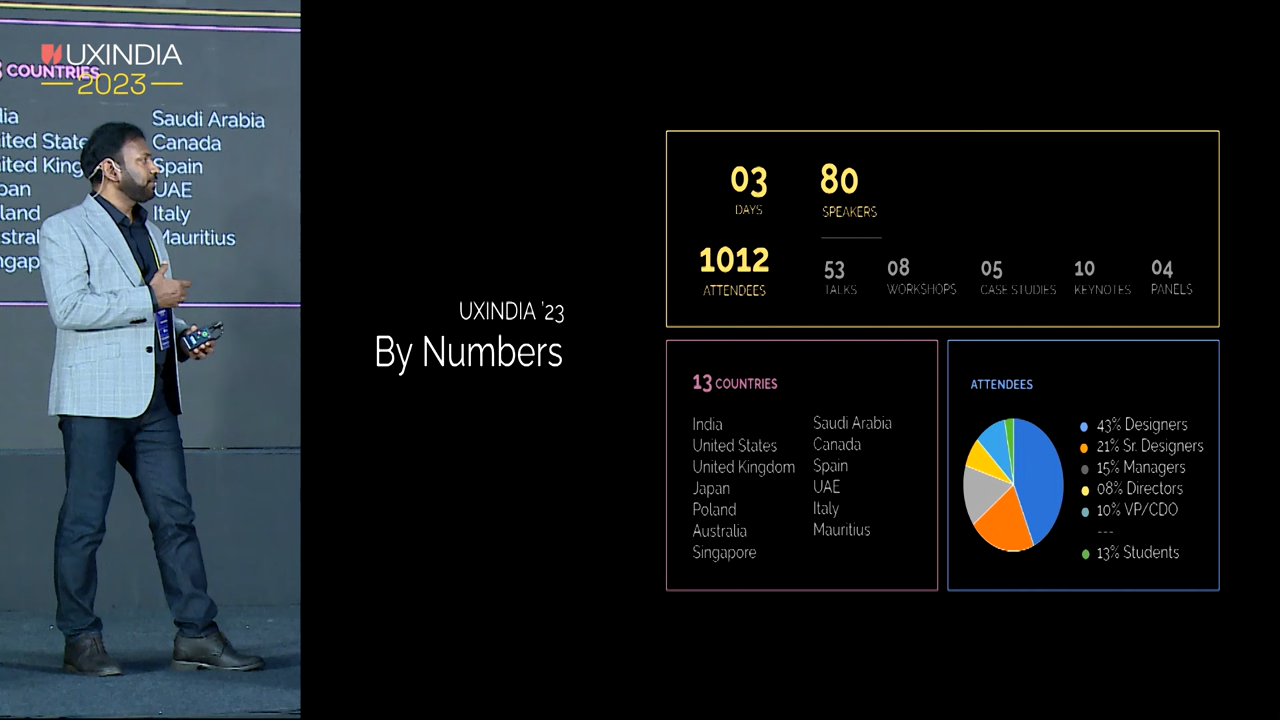 UXINDIA
2023
COUNTRIES
Saudi Arabia
Canada
Spain
UAE
Italy
Mauritius
UXINDIA '23
By Numbers
03
DAYS
80
SPEAKERS
1012
ATTENDEES
53
TALKS
08
WORKSHOPS
05
CASE STUDIES
10
KEYNOTES
04
PANELS
13 COUNTRIES
India
United States
United Kingdom
Japan
Poland
Australia
Singapore
Saudi Arabia
Canada
Spain
UAE
Italy
Mauritius
ATTENDEES
43% Designers
21% Sr. Designers
15% Managers
08% Directors
10% VP/CDO
---
13% Students